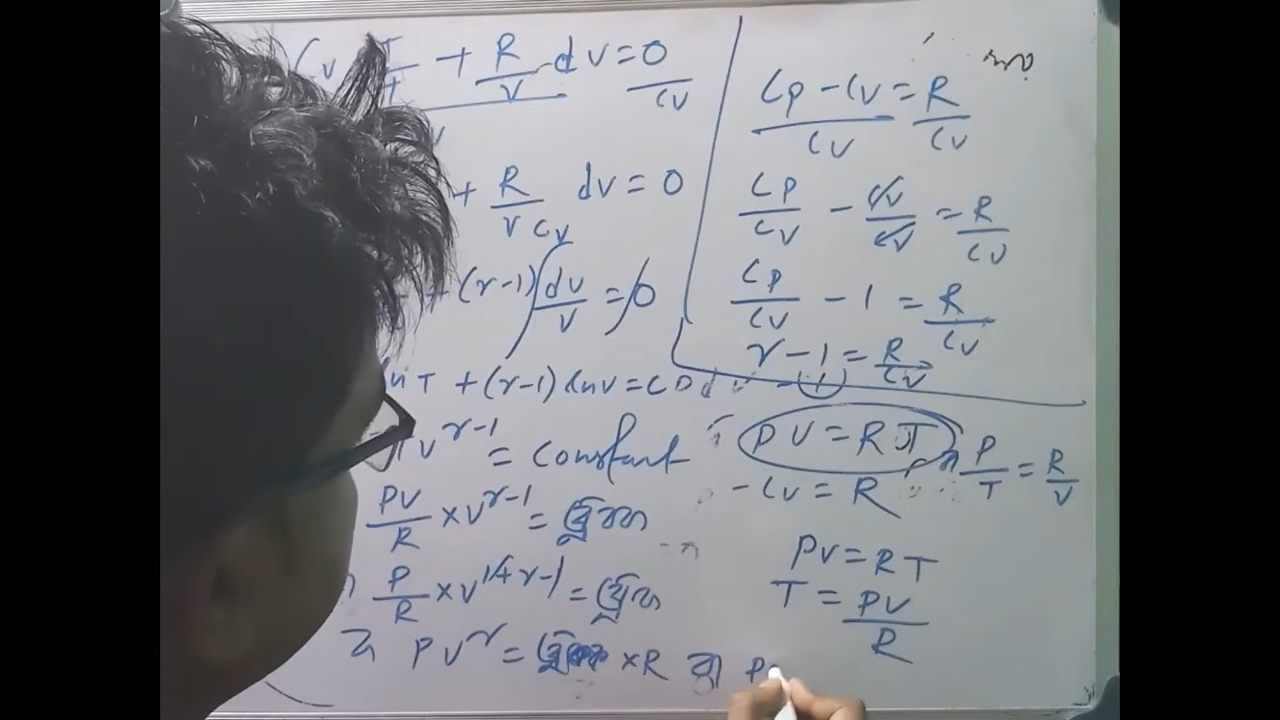 Cv T + R/V dv = 0/Cv
+ R/(V Cv) dv = 0
+ (γ-1) ∫ dv/V = ∫0
ln T + (γ-1) ln V = 
V^(γ-1) = Constant
PV/R × V^(γ-1) = ধ্রুবক
P/R × V^(1+γ-1) = ধ্রুবক
বা PV^γ = × R বা P
(Cp - Cv)/Cv = R/Cv
Cp/Cv - Cv/Cv = R/Cv
Cp/Cv - 1 = R/Cv
γ - 1 = R/Cv
PV = RT
P/T = R/V
- Cv = R
PV = RT
T = PV/R